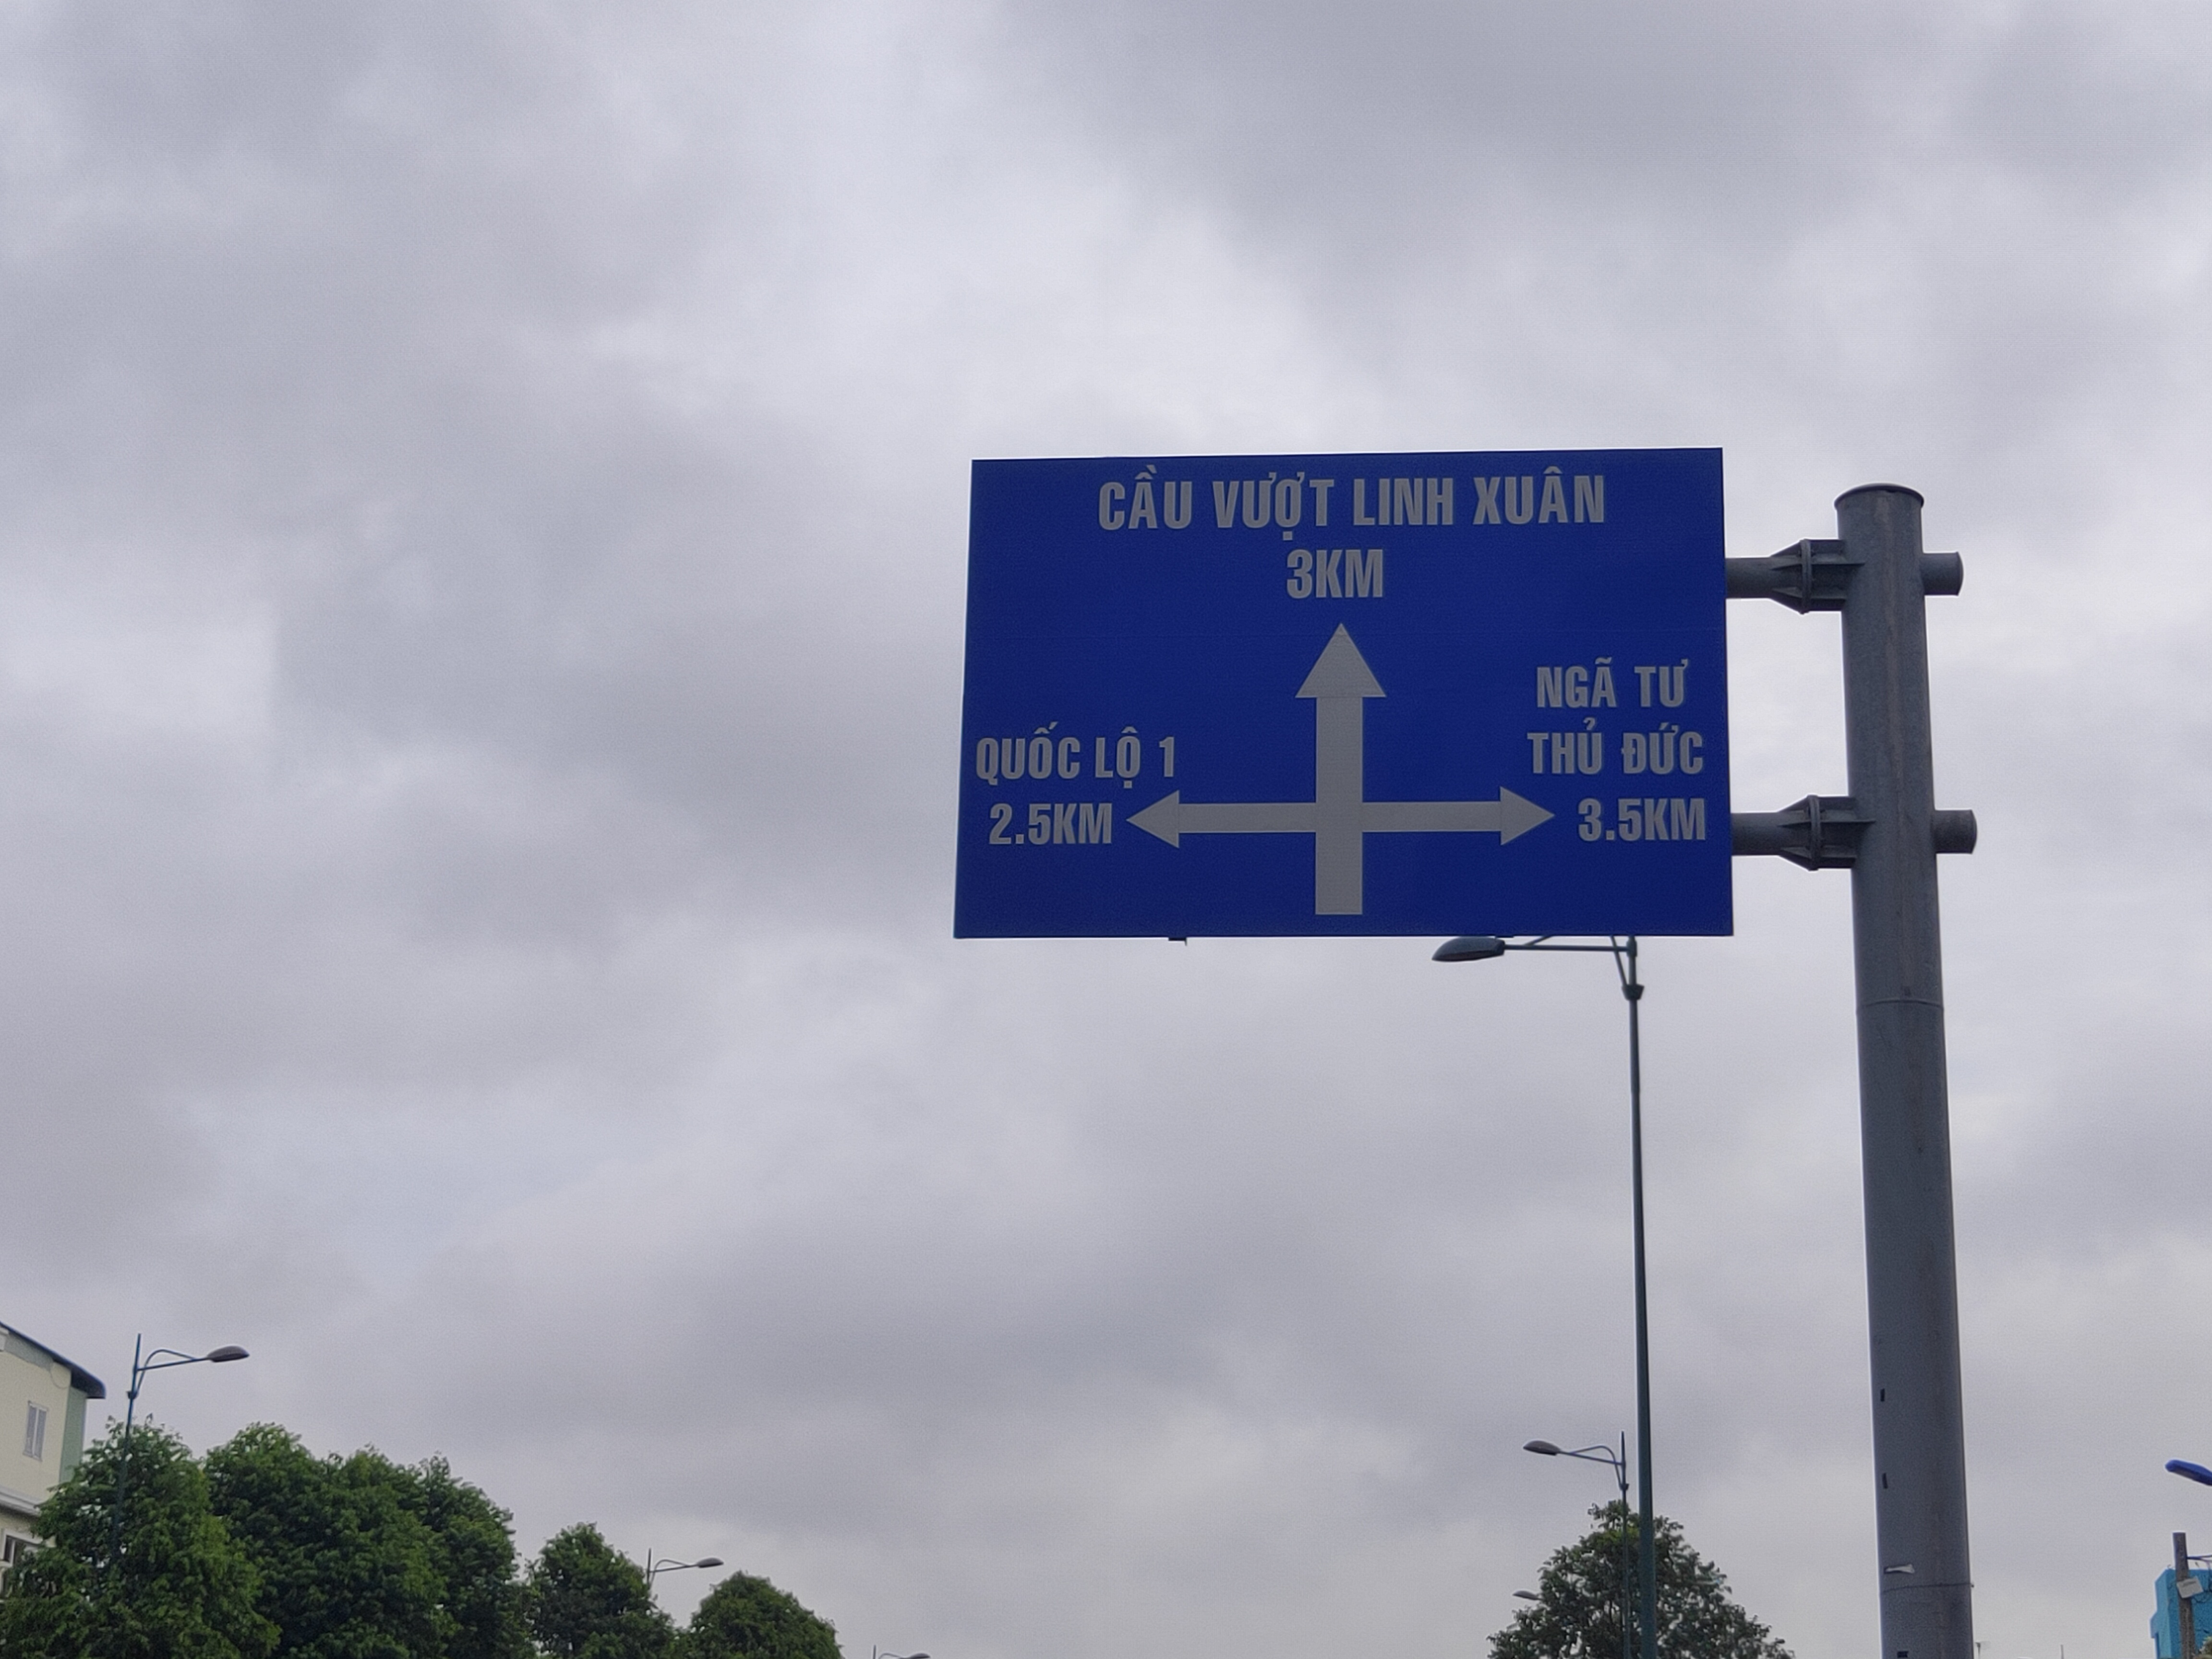 CẦU VƯỢT LINH XUÂN
3KM
QUỐC LỘ 1
2.5KM
NGÃ TƯ
THỦ ĐỨC
3.5KM